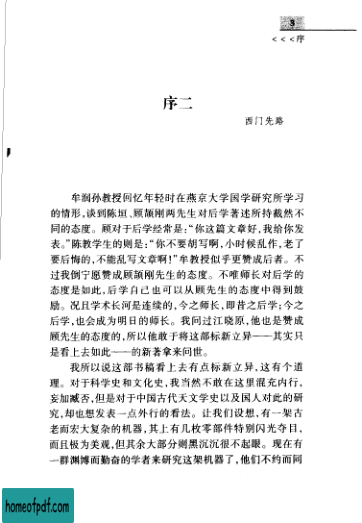 3
<<<序
序二
西门先路
牟润孙教授回忆年轻时在燕京大学国学研究所学习
的情形,谈到陈垣、顾颉刚两先生对后学著述所持截然不
同的态度。顾对于后学经常是:“你这篇文章好,我给你发
表。”陈教学生的则是:“你不要胡写啊,小时候乱作,老了
要后悔的,不能乱写文章啊!”牟教授似乎更赞成后者。不
过我倒宁愿赞成顾颉刚先生的态度。不唯师长对后学的
态度是如此,后学自己也可以从顾先生的态度中得到鼓
励。况且学术长河是连续的,今之师长,即昔之后学;今之
后学,也会成为明日的师长。我问过江晓原,他也是赞成
顾先生的态度的,所以他敢于将这部标新立异——其实只
是看上去如此——的新著拿来问世。
我所以说这部书稿看上去有点标新立异,这有个道
理。对于科学史和文化史,我当然不敢在这里混充内行,
妄加臧否,但是对于中国古代天文学史以及国人对此的研
究,却也想发表一点外行的看法。让我们设想,有一架古
老而宏大复杂的机器,其上有几枚零部件特别闪光夺目,
而且极为美观,但其余大部分则黑沉沉很不起眼。现在有
一群渊博而勤奋的学者来研究这架机器了,他们不约而同
homeofpdf.com